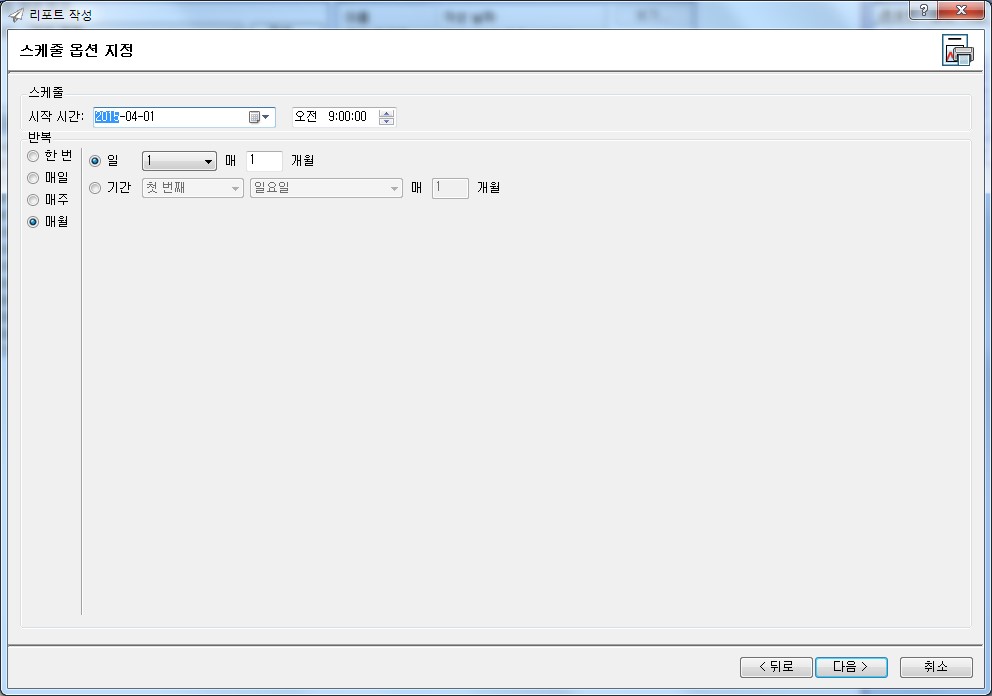 리포트 작성
스케줄 옵션 지정
스케줄
시작 시간: 2015-04-01 오전 9:00:00
반복
한 번
매일
매주
매월
일 1 매 1 개월
기간 첫 번째 일요일 매 1 개월
< 뒤로 다음 > 취소